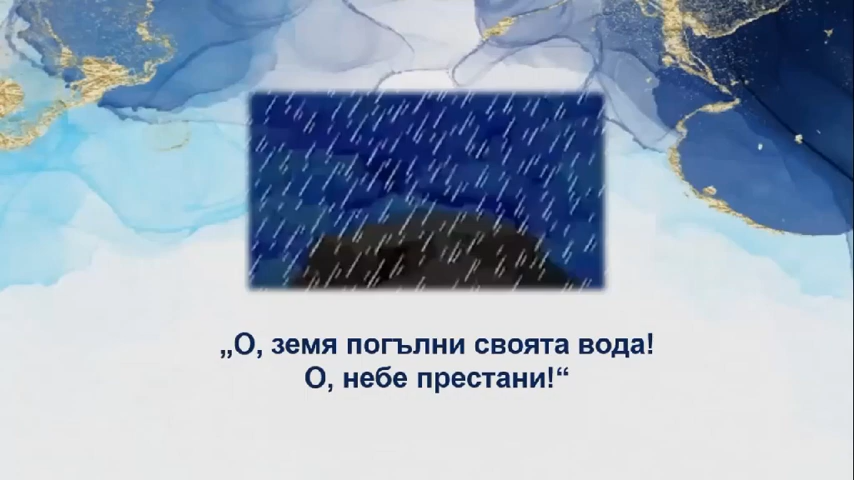 „О, земя погълни своята вода!
О, небе престани!“